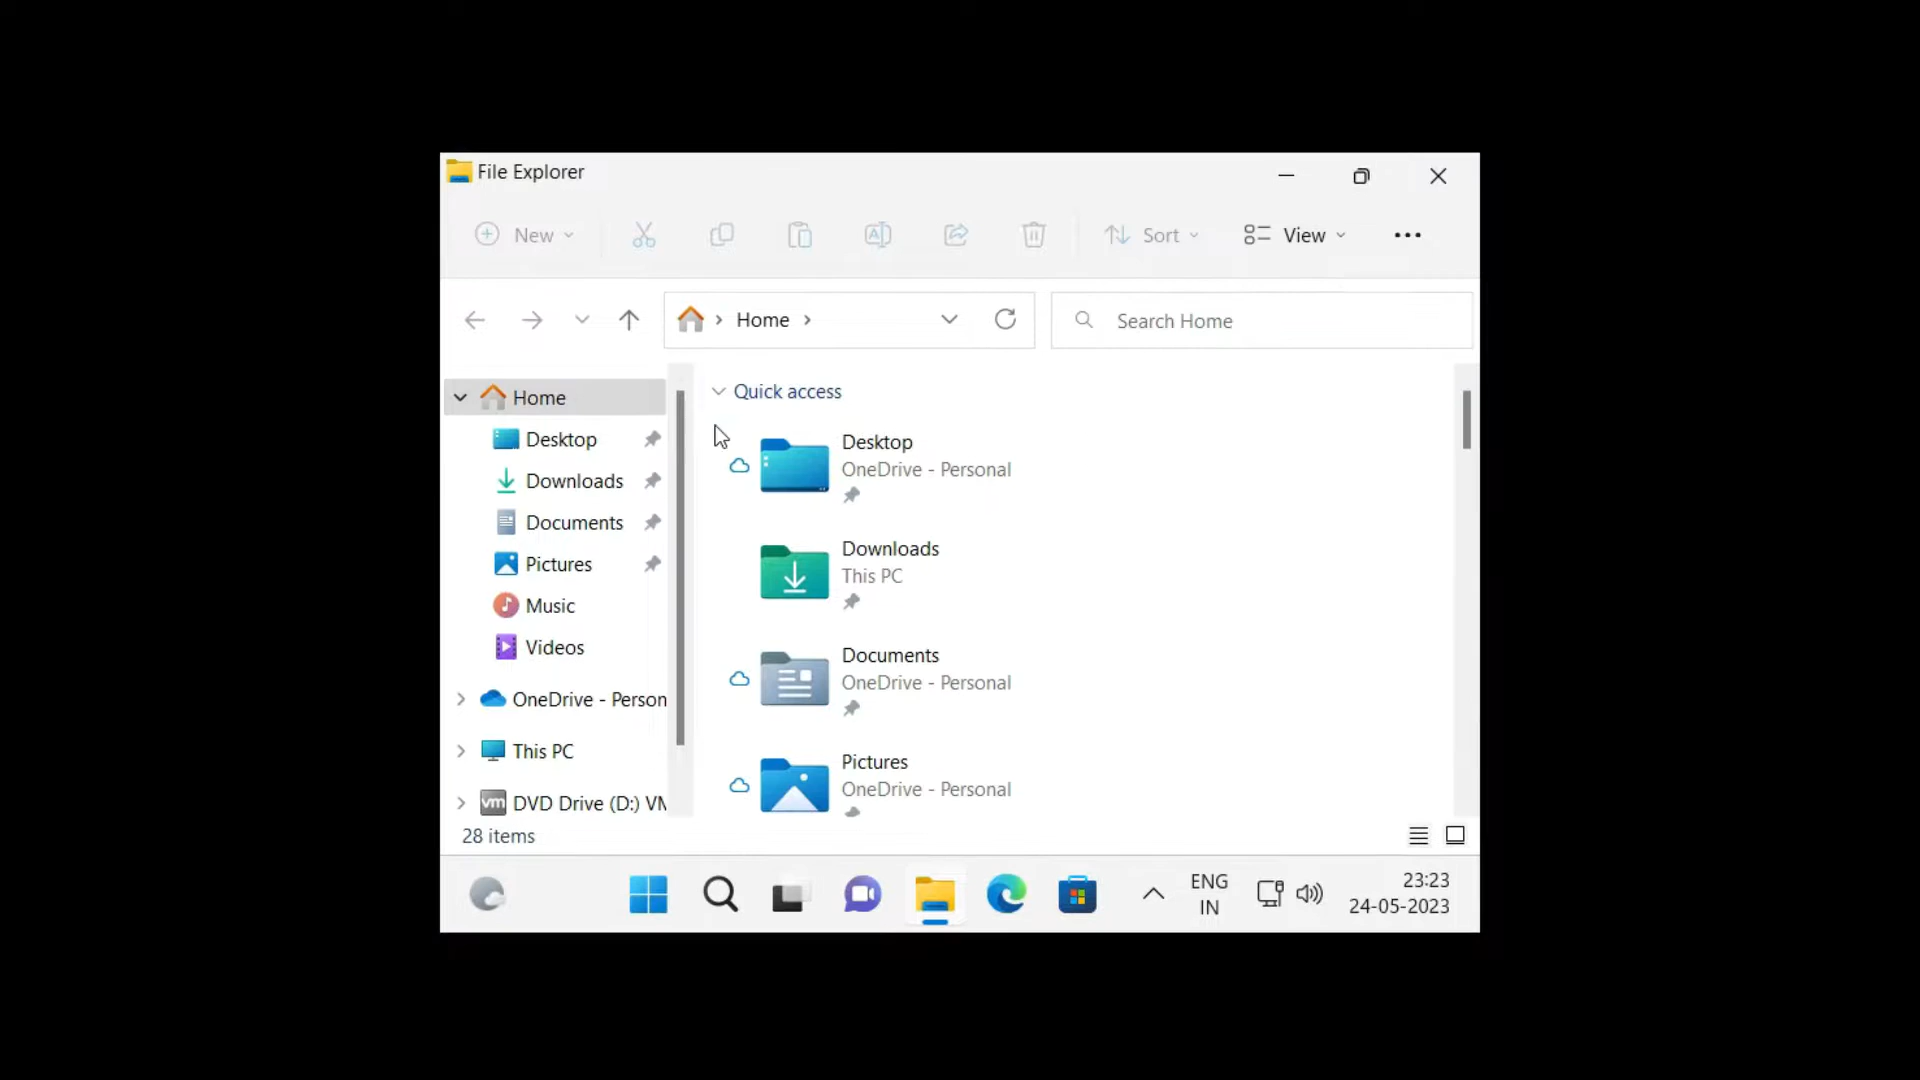 File Explorer
New
Sort
View
Home
Search Home
Home
Desktop
Downloads
Documents
Pictures
Music
Videos
OneDrive - Person
This PC
vm DVD Drive (D:) VM
Quick access
Desktop
OneDrive - Personal
Downloads
This PC
Documents
OneDrive - Personal
Pictures
OneDrive - Personal
28 items
ENG
IN
23:23
24-05-2023